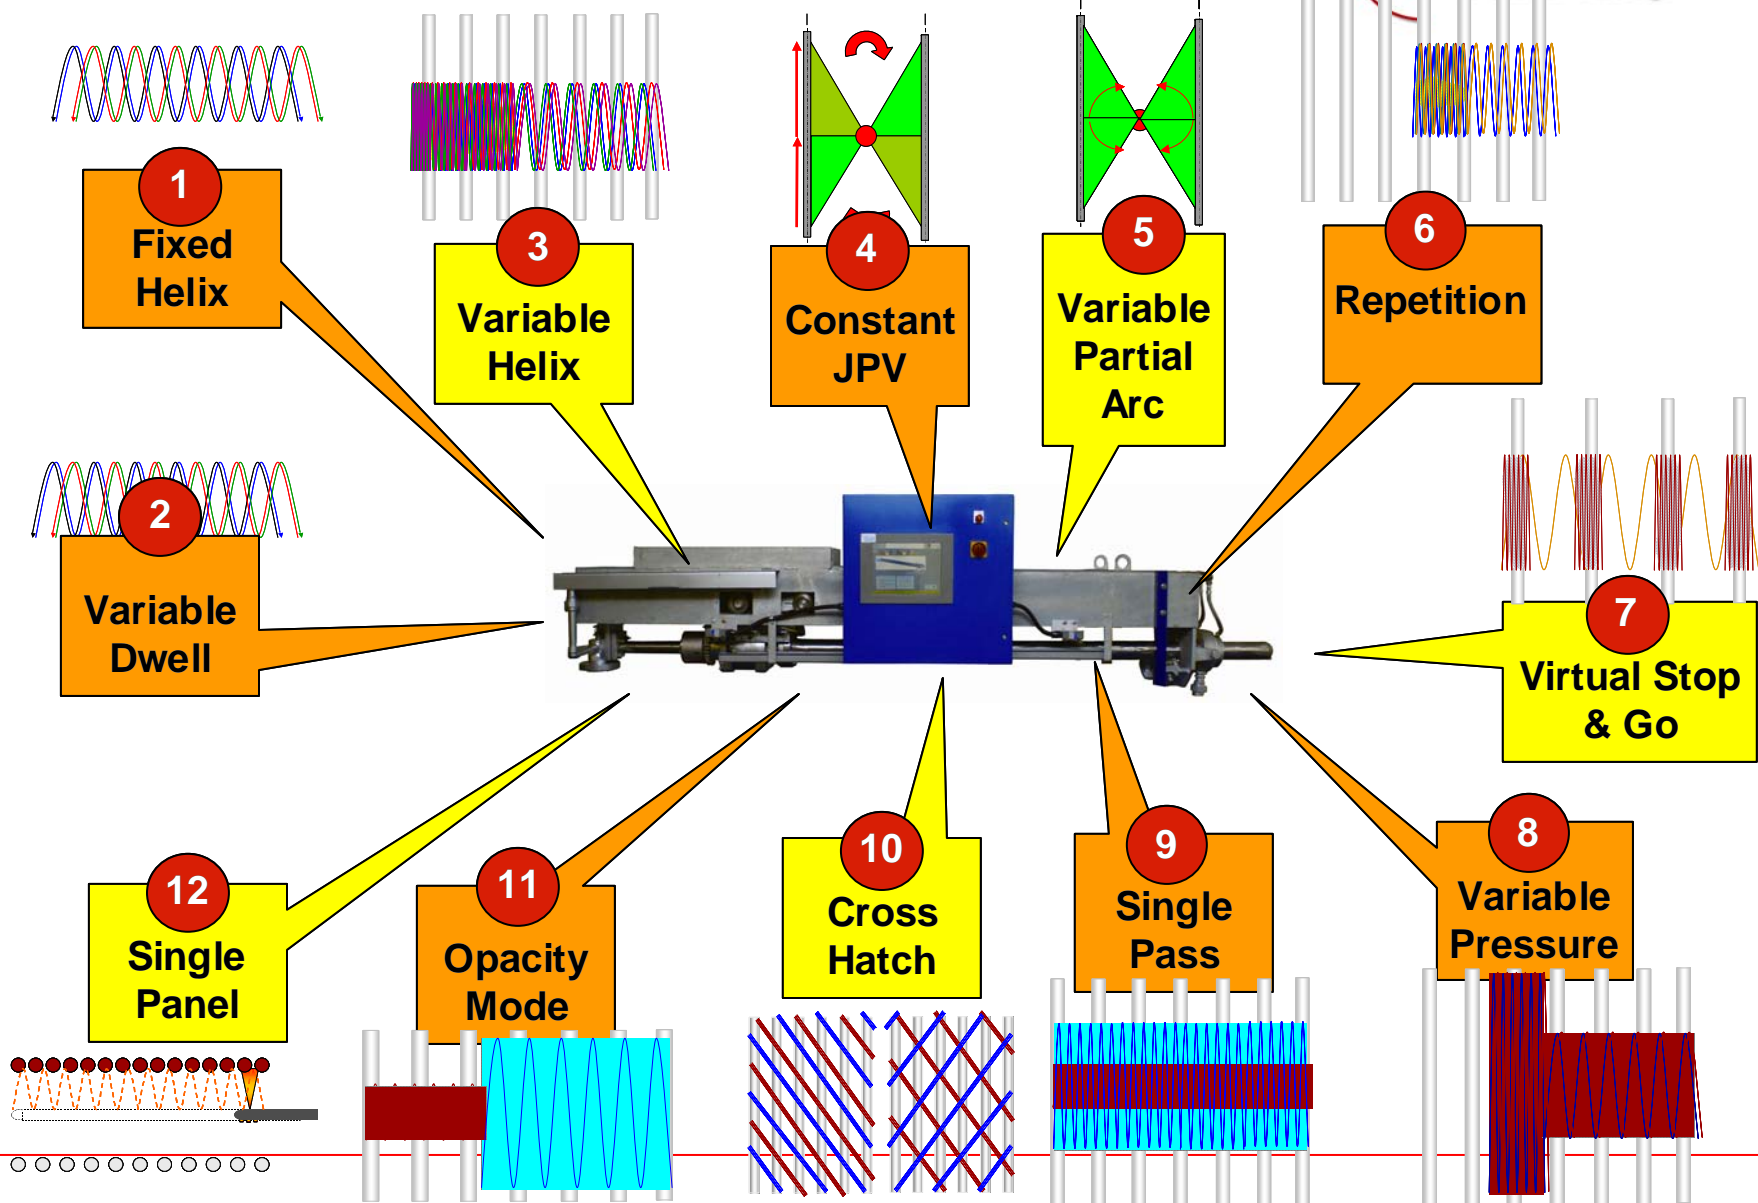 1
Fixed
Helix
2
Variable
Dwell
3
Variable
Helix
4
Constant
JPV
5
Variable
Partial
Arc
6
Repetition
7
Virtual Stop
& Go
8
Variable
Pressure
9
Single
Pass
10
Cross
Hatch
11
Opacity
Mode
12
Single
Panel